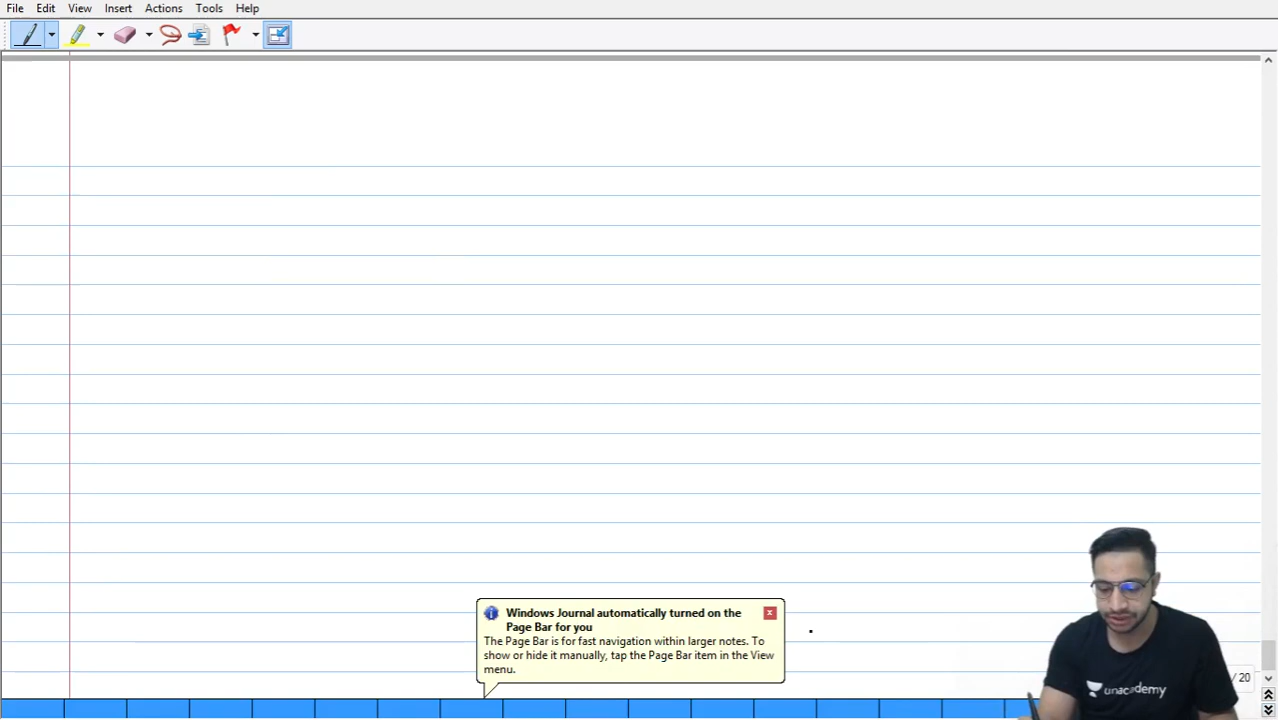 File Edit View Insert Actions Tools Help
Windows Journal automatically turned on the
Page Bar for you
The Page Bar is for fast navigation within larger notes. To
show or hide it manually, tap the Page Bar item in the View
menu.
/ 20
unacademy